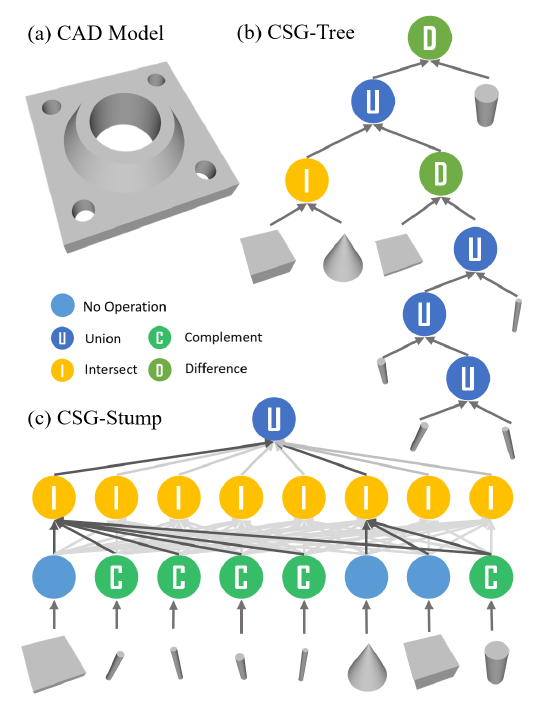 (a) CAD Model
(b) CSG-Tree
D
U
I
D
U
U
U
No Operation
U Union
C Complement
I Intersect
D Difference
(c) CSG-Stump
U
I I I I I I I I
C C C C C